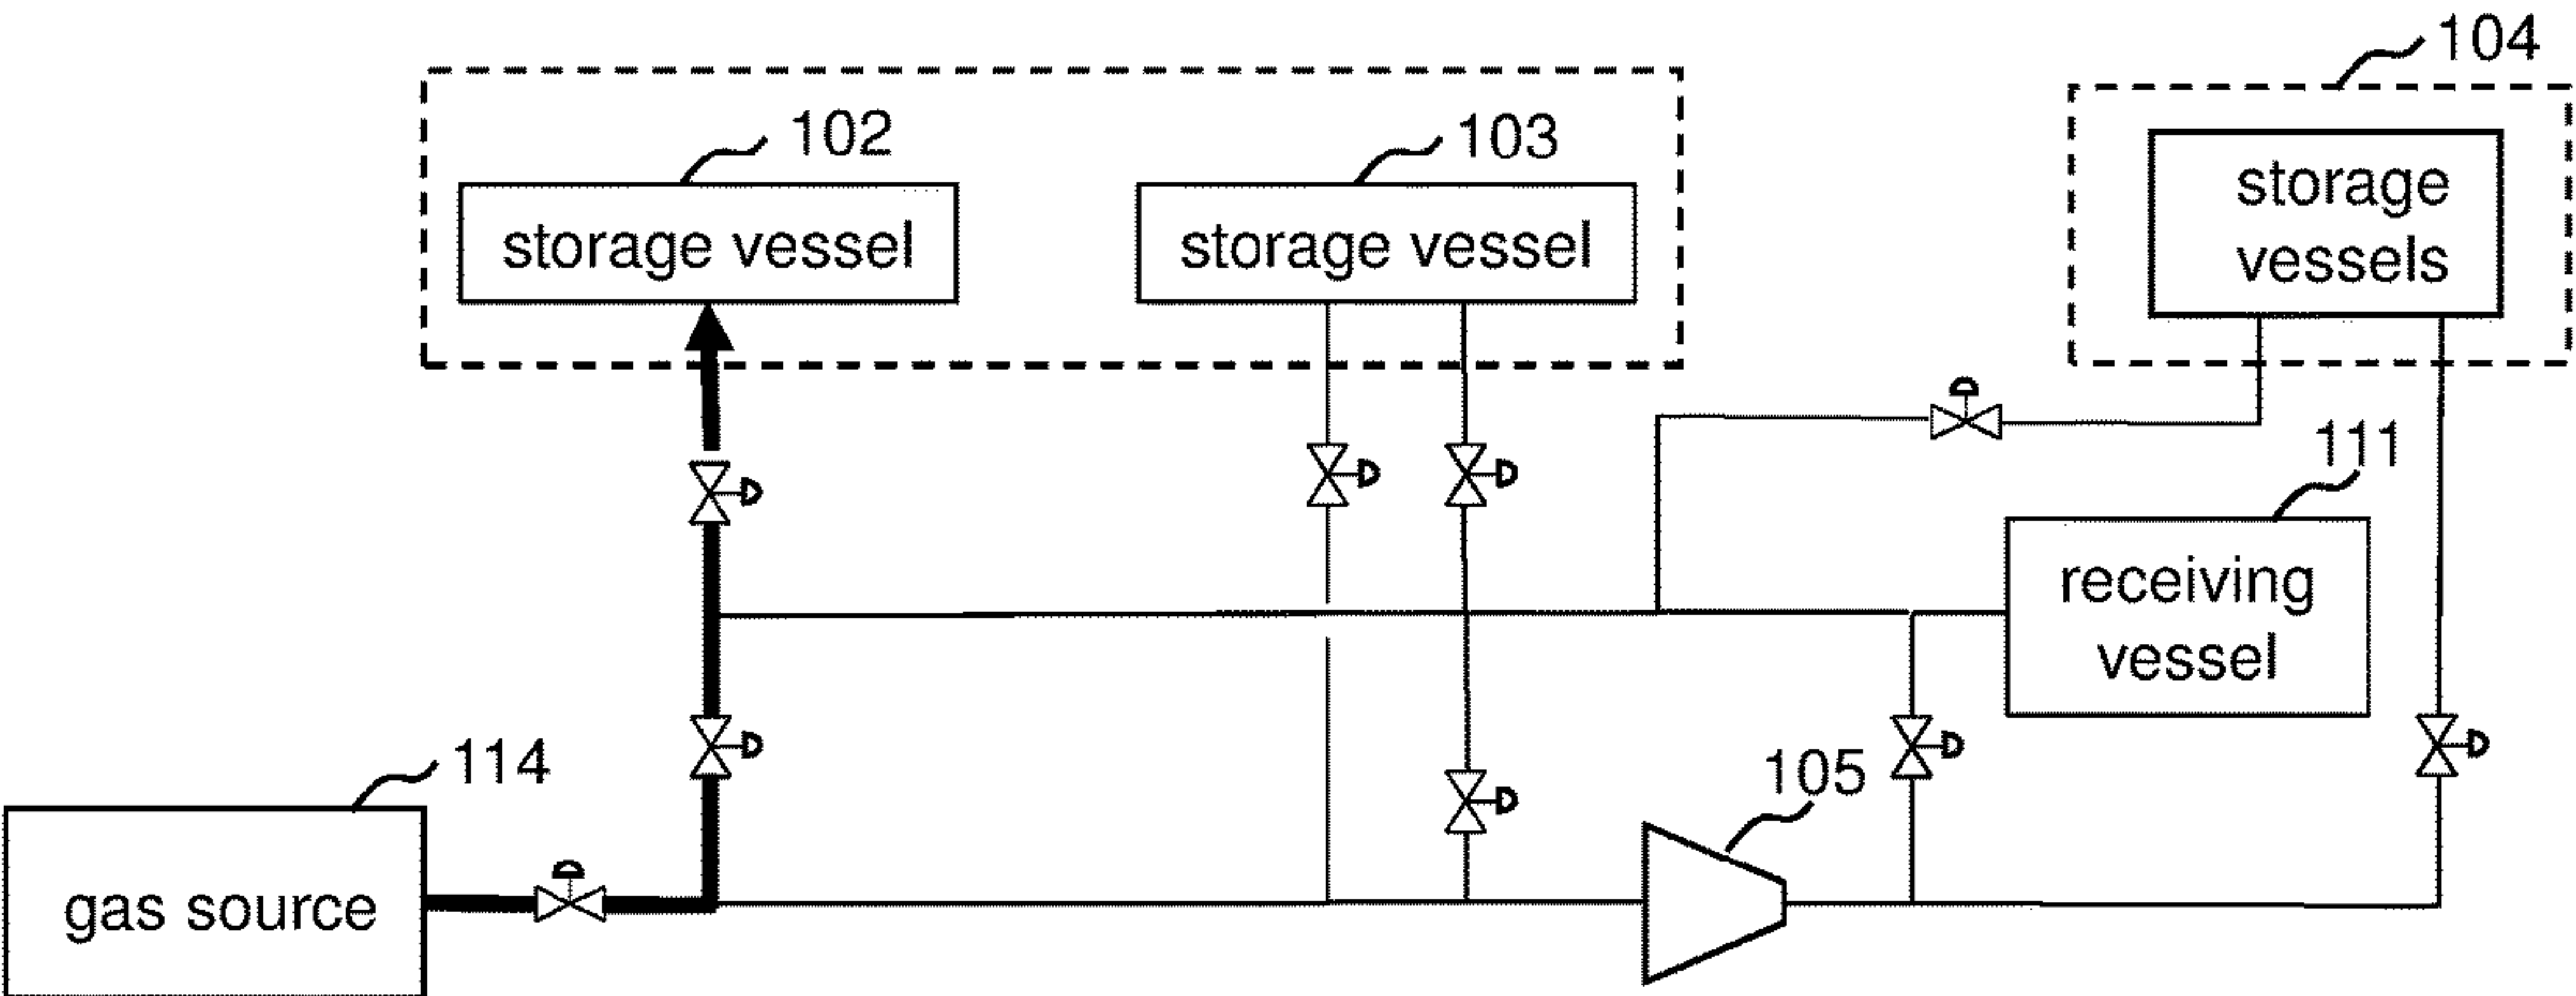 104
102
103
storage vessel
storage vessel
storage
vessels
111
receiving
vessel
114
105
gas source